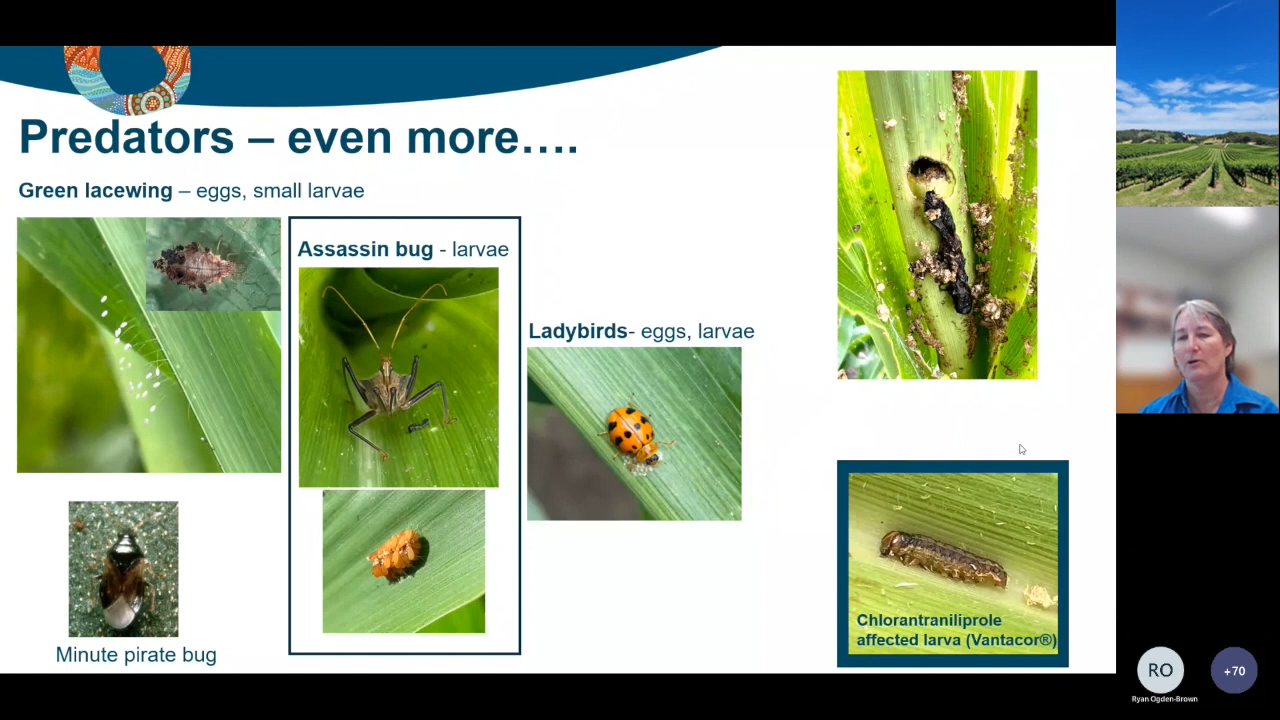 Predators – even more….
Green lacewing – eggs, small larvae
Assassin bug - larvae
Ladybirds- eggs, larvae
Minute pirate bug
Chlorantraniliprole
affected larva (Vantacor®)
RO
+70
Ryan Ogden-Brown